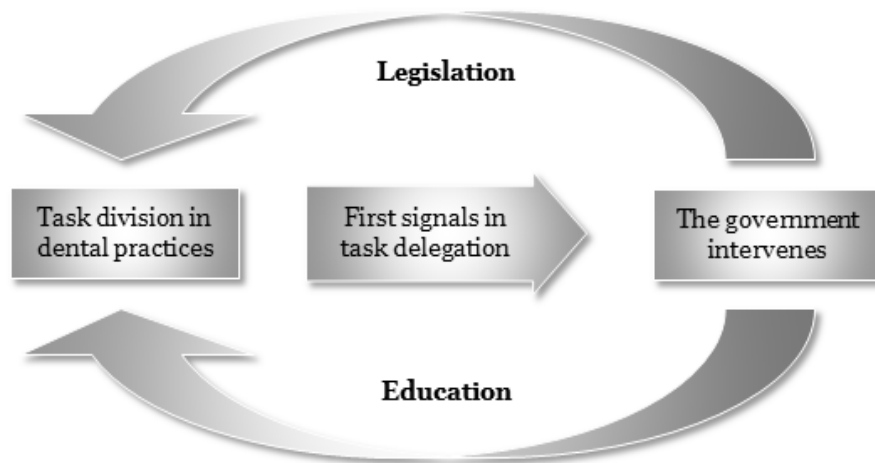 Legislation
Task division in
dental practices
First signals in
task delegation
The government
intervenes
Education